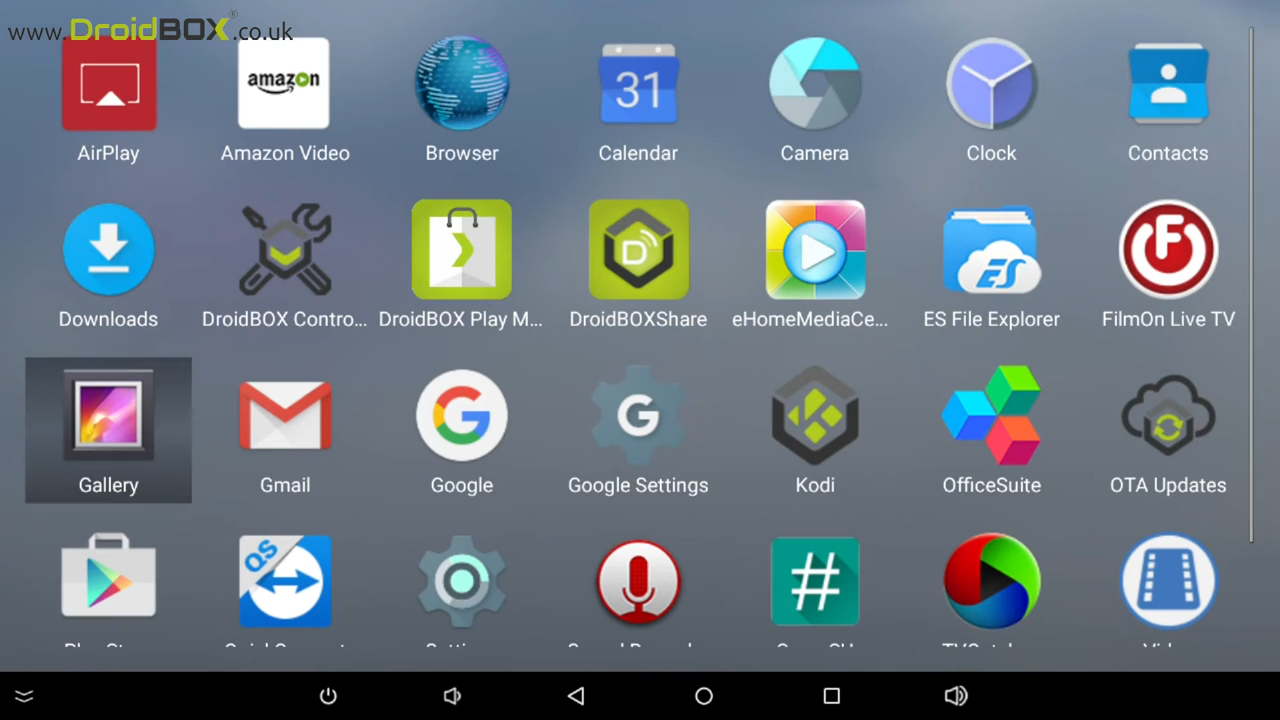 www.DroidBOX®.co.uk
amazon
31
AirPlay
Amazon Video
Browser
Calendar
Camera
Clock
Contacts
D
F
ES
Downloads
DroidBOX Contro...
DroidBOX Play M...
DroidBOXShare
eHomeMediaCe...
ES File Explorer
FilmOn Live TV
G
G
Gallery
Gmail
Google
Google Settings
Kodi
OfficeSuite
OTA Updates
QS
#